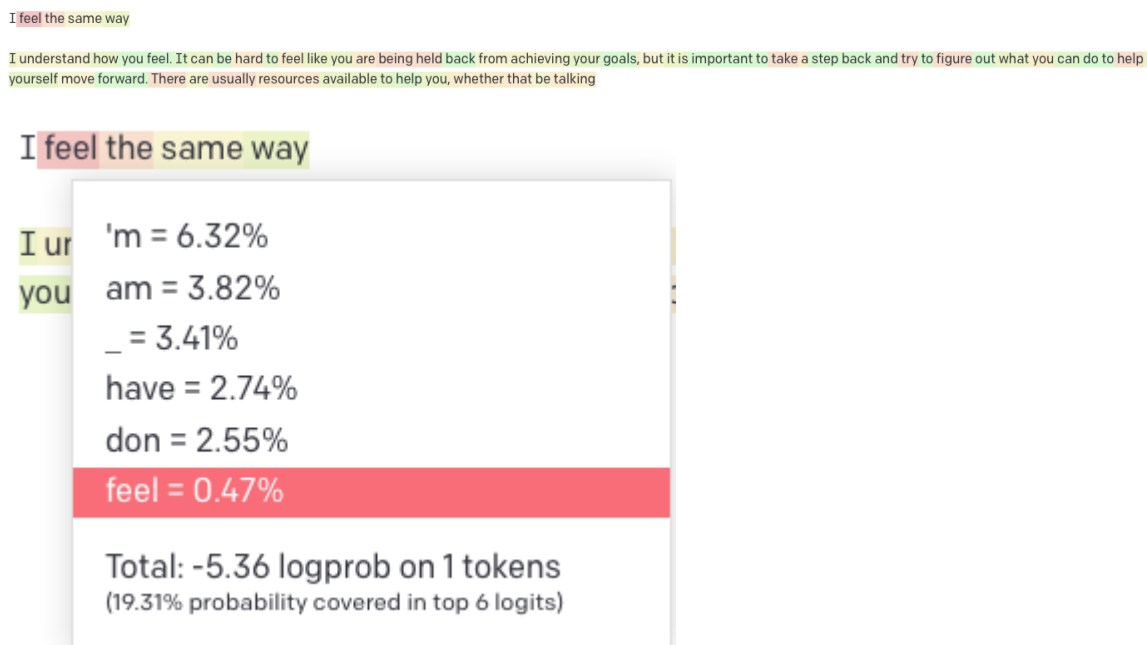 I feel the same way
I understand how you feel. It can be hard to feel like you are being held back from achieving your goals, but it is important to take a step back and try to figure out what you can do to help
yourself move forward. There are usually resources available to help you, whether that be talking
I feel the same way
I ur
you
'm = 6.32%
am = 3.82%
_ = 3.41%
have = 2.74%
don = 2.55%
feel = 0.47%
Total: -5.36 logprob on 1 tokens
(19.31% probability covered in top 6 logits)